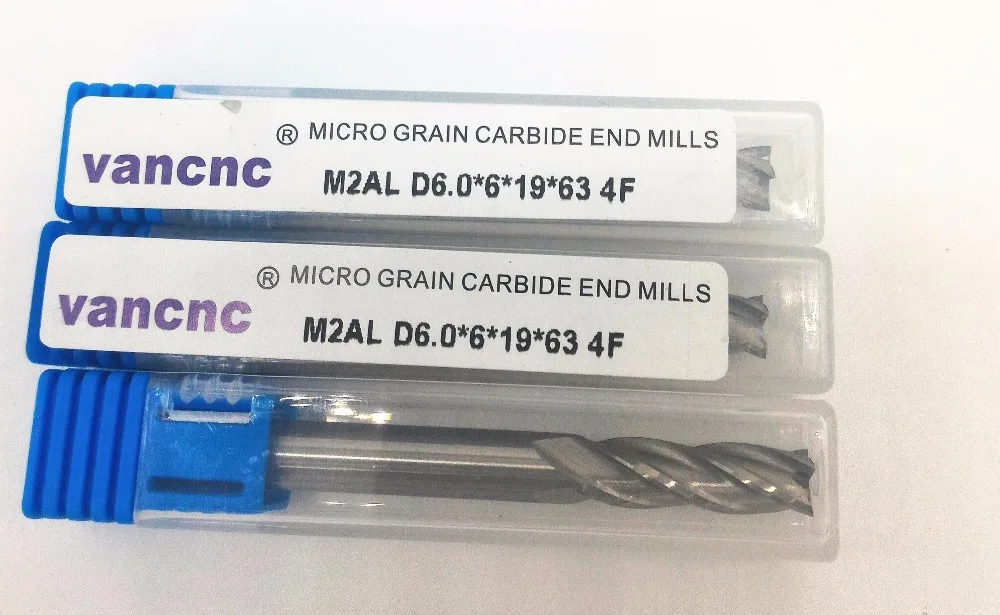 ® MICRO GRAIN CARBIDE END MILLS
vancnc
M2AL D6.0*6*19*63 4F
® MICRO GRAIN CARBIDE END MILLS
vancnc
M2AL D6.0*6*19*63 4F